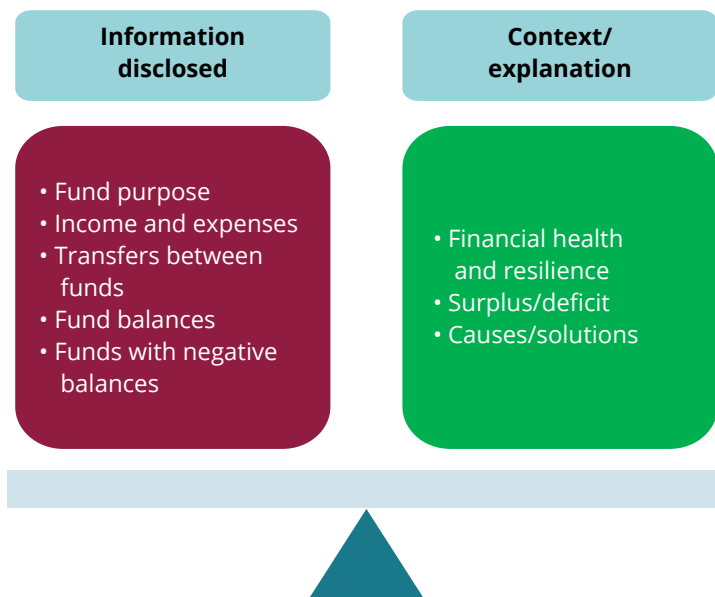 Information
disclosed
• Fund purpose
• Income and expenses
• Transfers between
funds
• Fund balances
• Funds with negative
balances
Context/
explanation
• Financial health
and resilience
• Surplus/deficit
• Causes/solutions